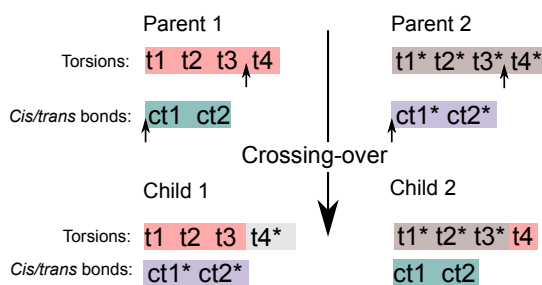 Parent 1 Parent 2
Torsions: t1 t2 t3 t4 t1* t2* t3* t4*
Cis/trans bonds: ct1 ct2 ct1* ct2*
Crossing-over
Child 1 Child 2
Torsions: t1 t2 t3 t4* t1* t2* t3* t4
Cis/trans bonds: ct1* ct2* ct1 ct2